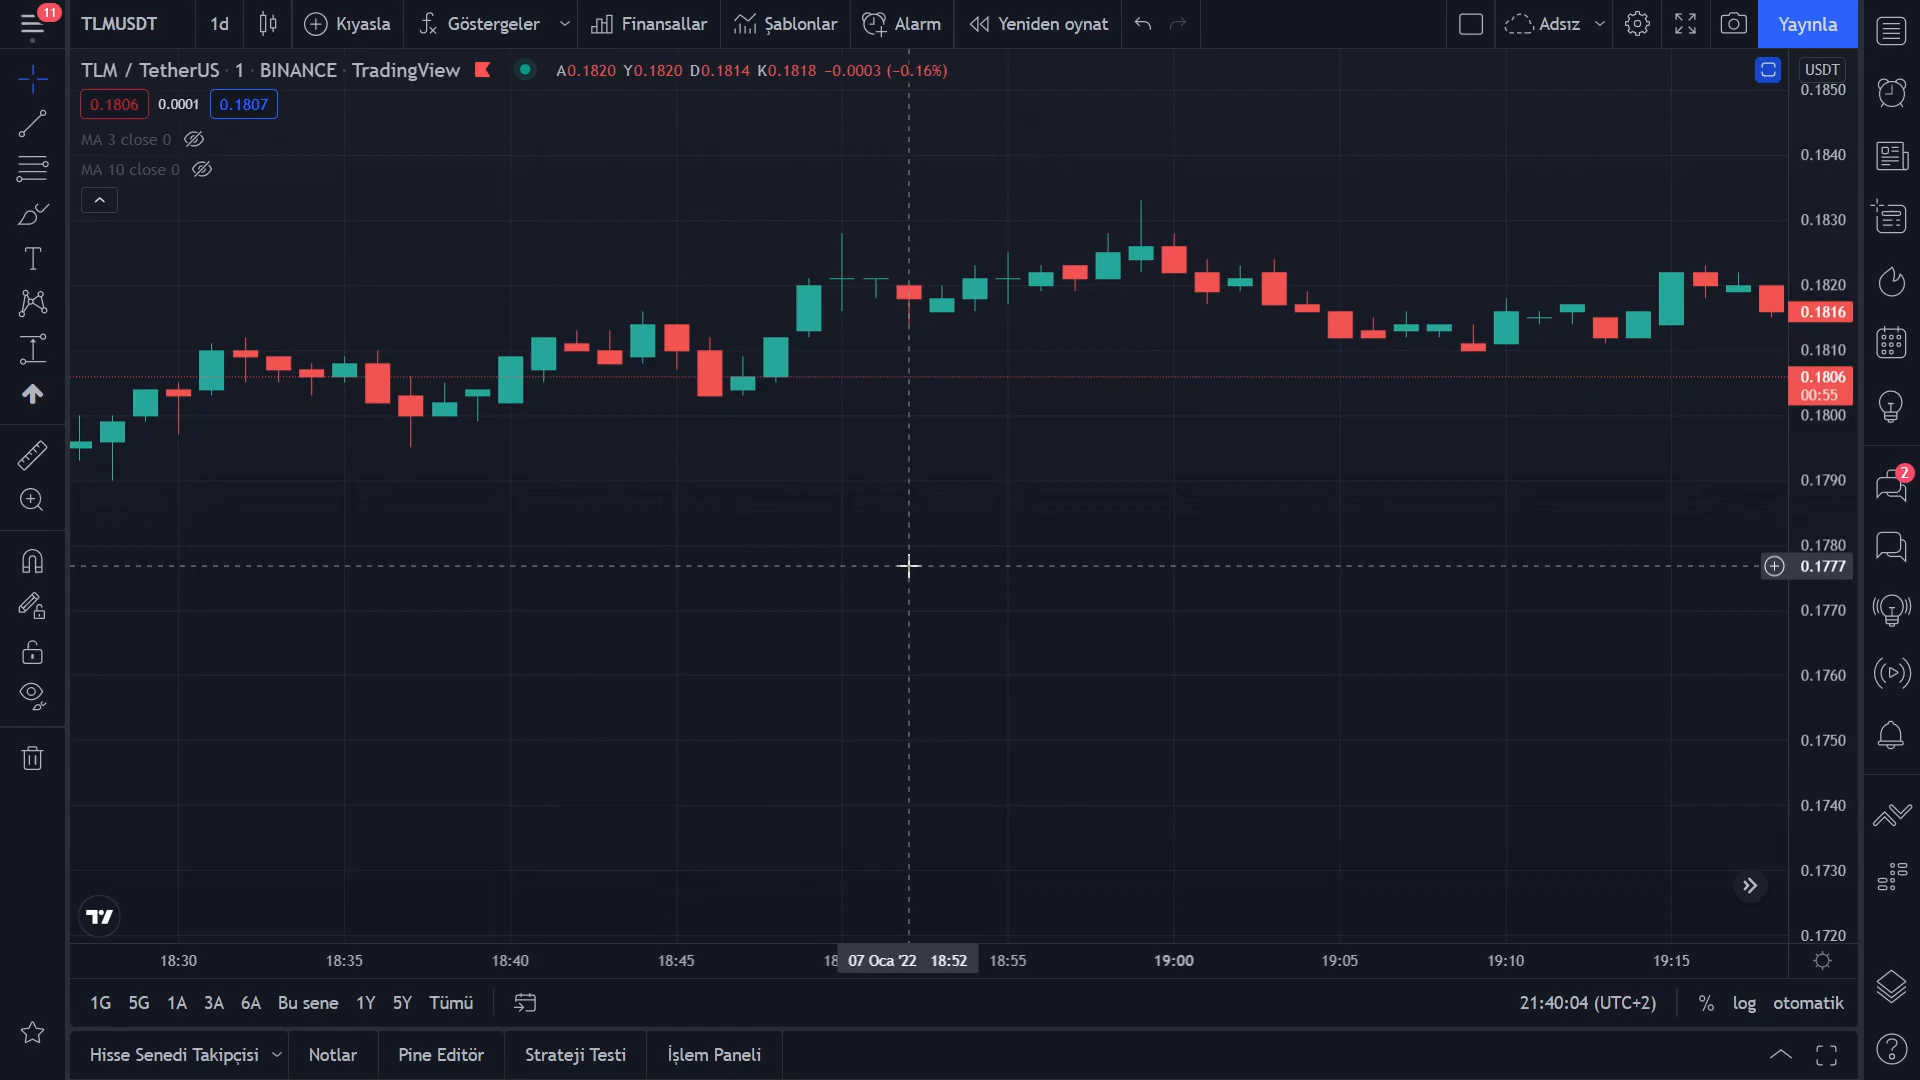 11
TLMUSDT
1d
Kıyasla
Göstergeler
Finansallar
Şablonlar
Alarm
Yeniden oynat
Adsız
Yayınla
TLM / TetherUS · 1 · BINANCE · TradingView
A0.1820 Y0.1820 D0.1814 K0.1818 −0.0003 (−0.16%)
USDT
0.1806 0.0001 0.1807
MA 3 close 0
MA 10 close 0
0.1850
0.1840
0.1830
0.1820
0.1816
0.1810
0.1806
00:55
0.1800
0.1790
0.1780
0.1777
0.1770
0.1760
0.1750
0.1740
0.1730
0.1720
2
18:30 18:35 18:40 18:45 18 07 Oca '22 18:52 18:55 19:00 19:05 19:10 19:15
1G 5G 1A 3A 6A Bu sene 1Y 5Y Tümü
21:40:04 (UTC+2) % log otomatik
Hisse Senedi Takipçisi Notlar Pine Editör Strateji Testi İşlem Paneli